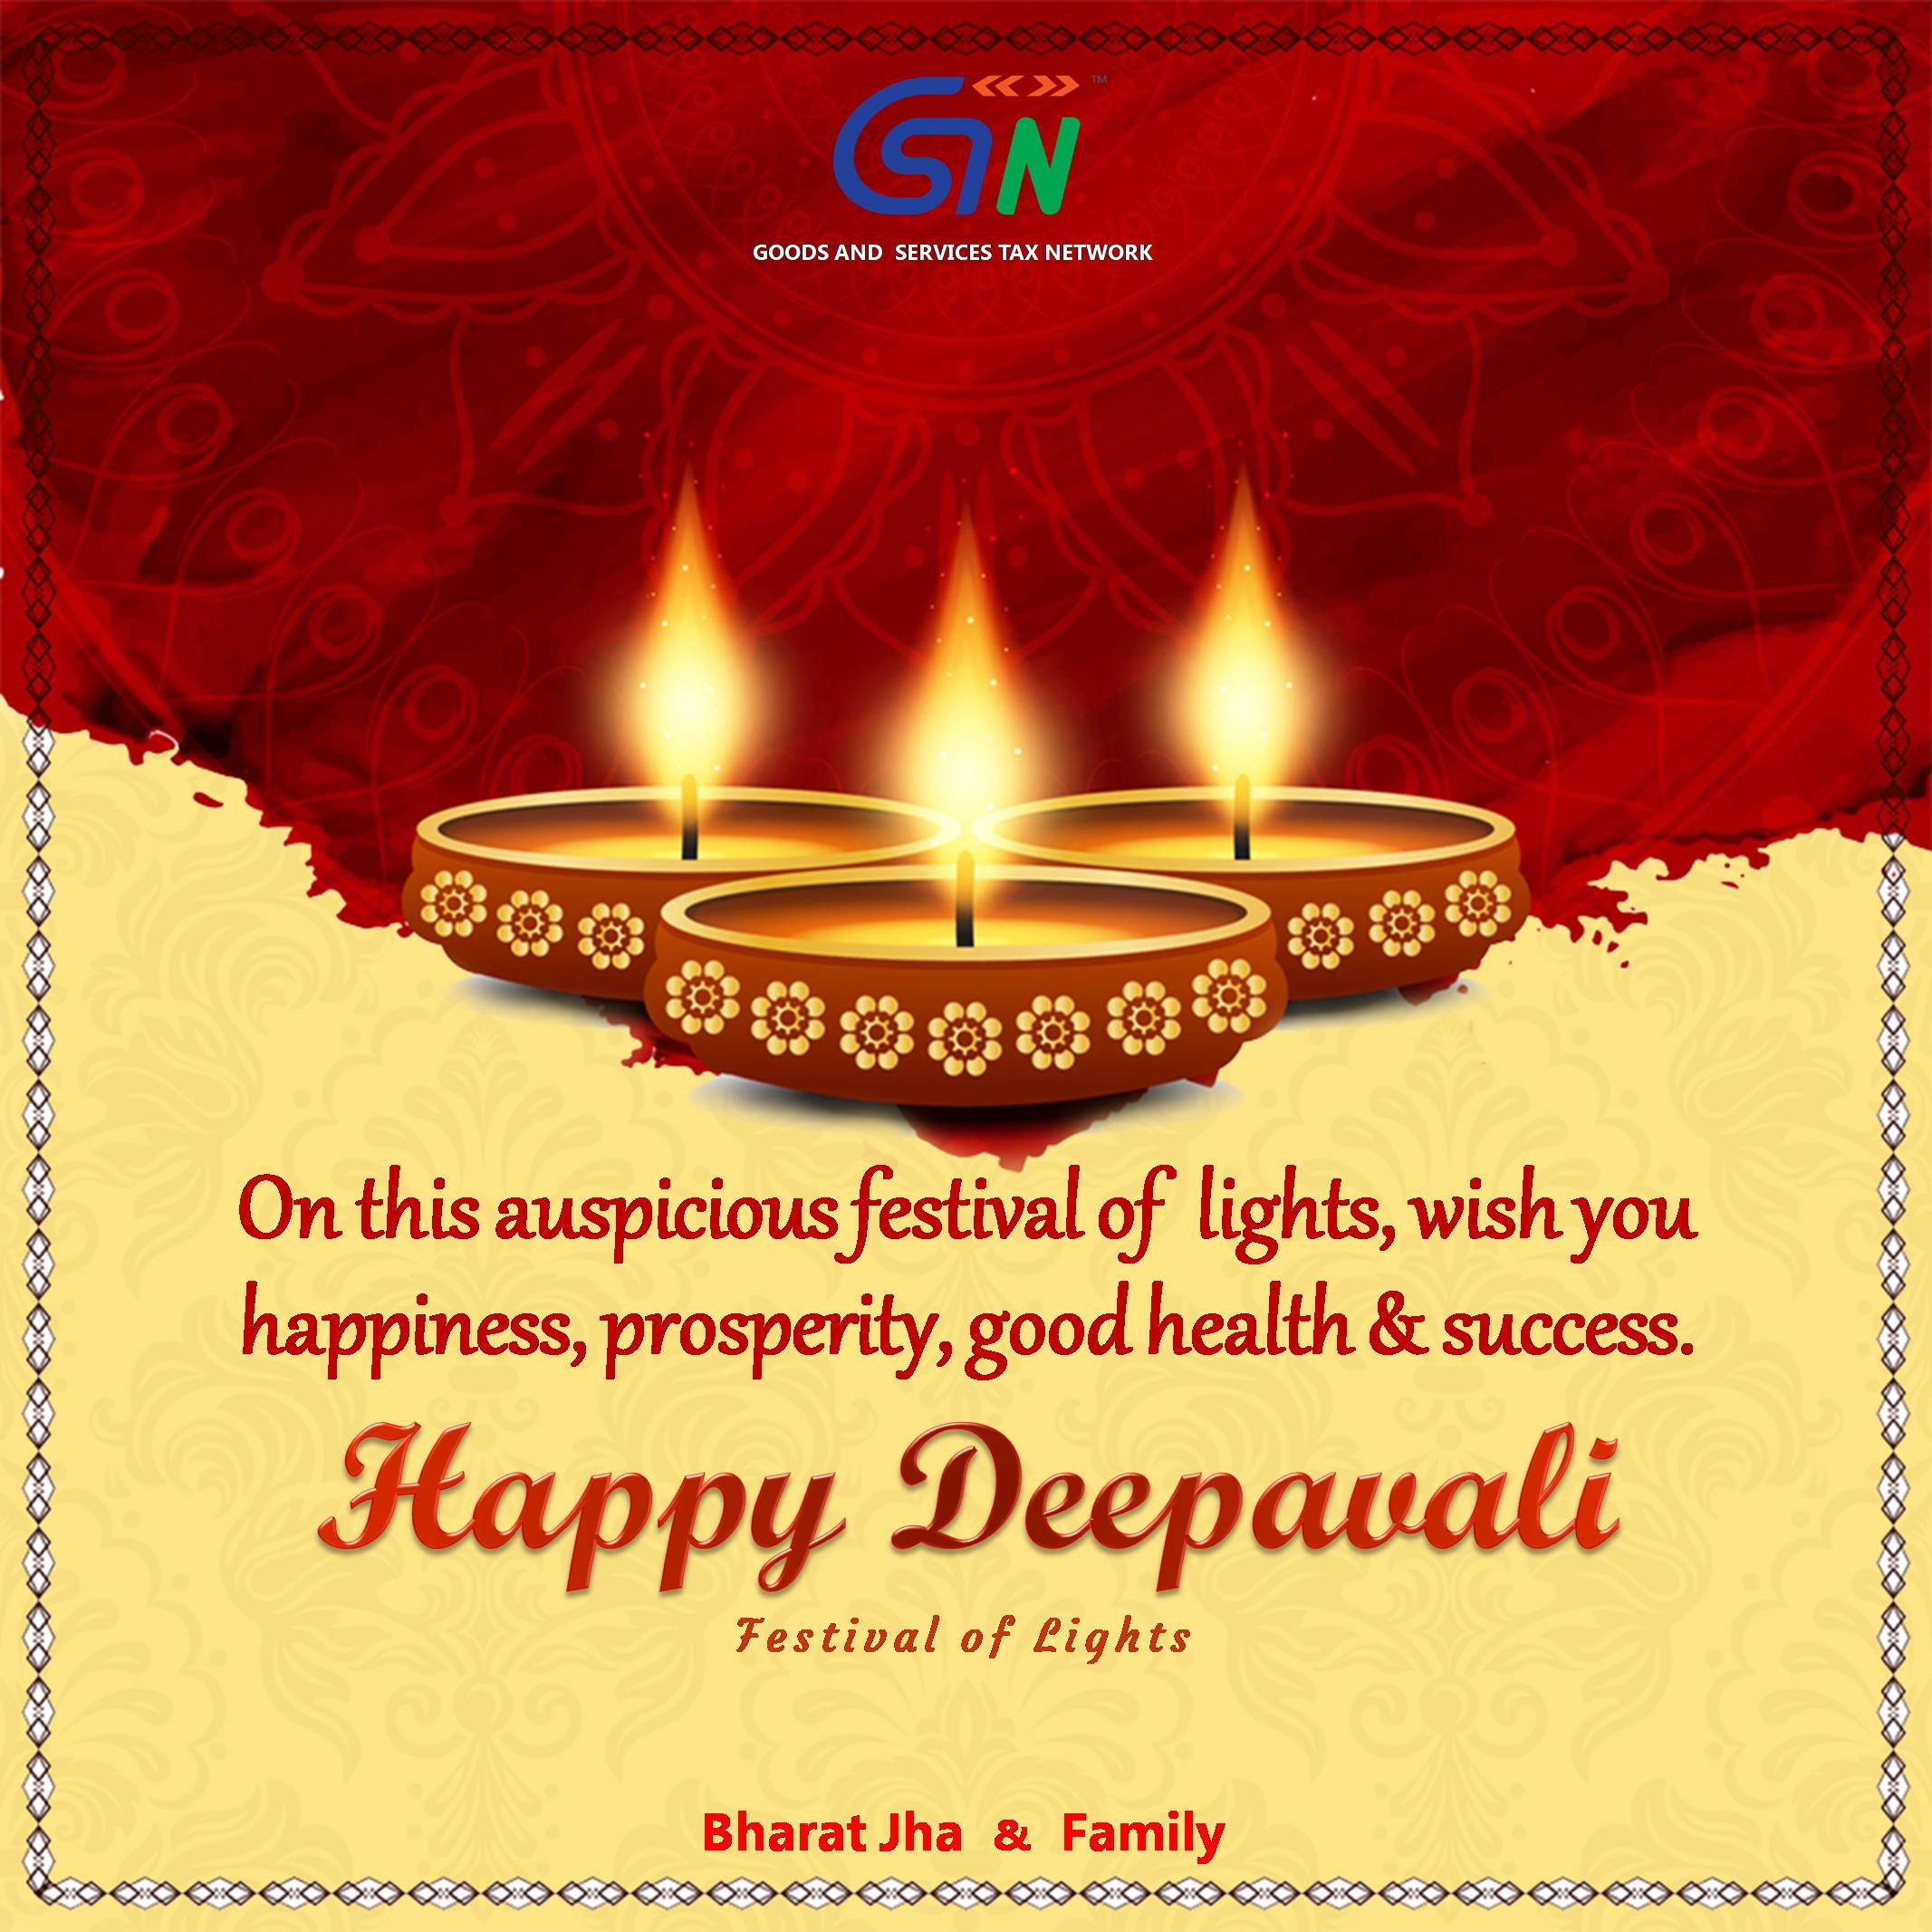 GSTN ™
GOODS AND SERVICES TAX NETWORK
On this auspicious festival of lights, wish you
happiness, prosperity, good health & success.
Happy Deepavali
Festival of Lights
Bharat Jha & Family